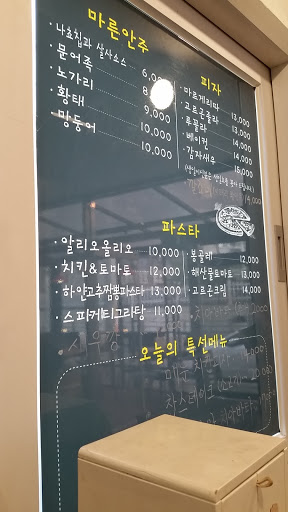 마른안주
· 나쵸칩과 살사소스 6,000
· 문어족
· 노가리 9,000
· 황태 10,000
· 망둥어 10,000
피자
· 마르게리따 13,000
· 고르곤졸라 13,000
· 루꼴라 14,000
· 베이컨 14,000
· 감자새우 15,000
14,000
파스타
· 알리오올리오 10,000
· 치킨&토마토 12,000
· 하얀고추짬뽕파스타 13,000
· 스파게티그라탕 11,000
· 봉골레 12,000
· 해산물토마토 13,000
· 고르곤크림 14,000
오늘의 특선메뉴